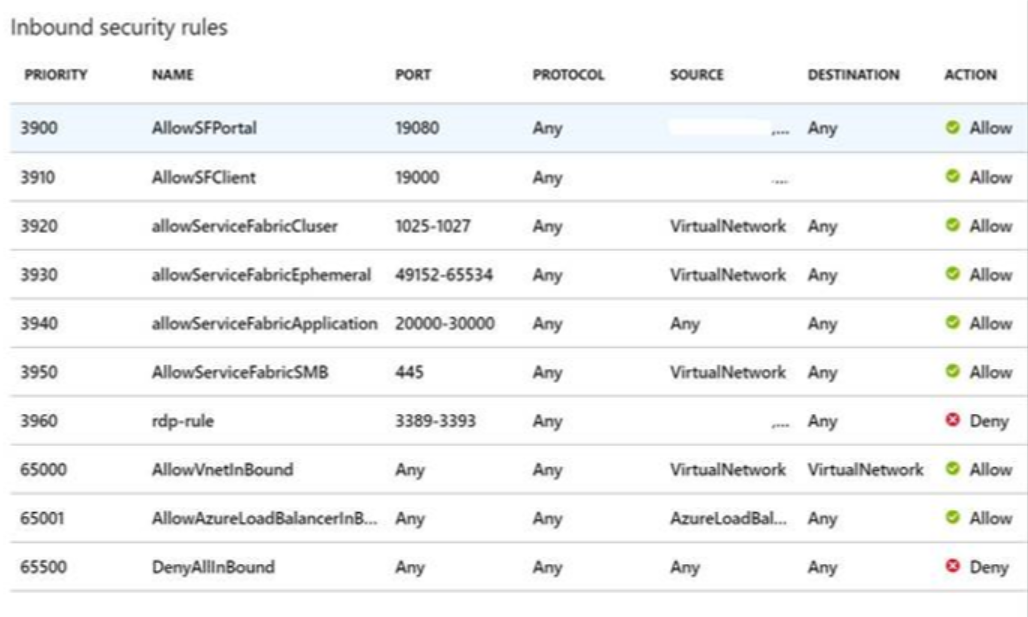 Inbound security rules
PRIORITY NAME PORT PROTOCOL SOURCE DESTINATION ACTION
3900 AllowSFPortal 19080 Any ,... Any Allow
3910 AllowSFClient 19000 Any ... Allow
3920 allowServiceFabricCluser 1025-1027 Any VirtualNetwork Any Allow
3930 allowServiceFabricEphemeral 49152-65534 Any VirtualNetwork Any Allow
3940 allowServiceFabricApplication 20000-30000 Any Any Any Allow
3950 AllowServiceFabricSMB 445 Any VirtualNetwork Any Allow
3960 rdp-rule 3389-3393 Any ,... Any Deny
65000 AllowVnetInBound Any Any VirtualNetwork VirtualNetwork Allow
65001 AllowAzureLoadBalancerInB... Any Any AzureLoadBal... Any Allow
65500 DenyAllInBound Any Any Any Any Deny